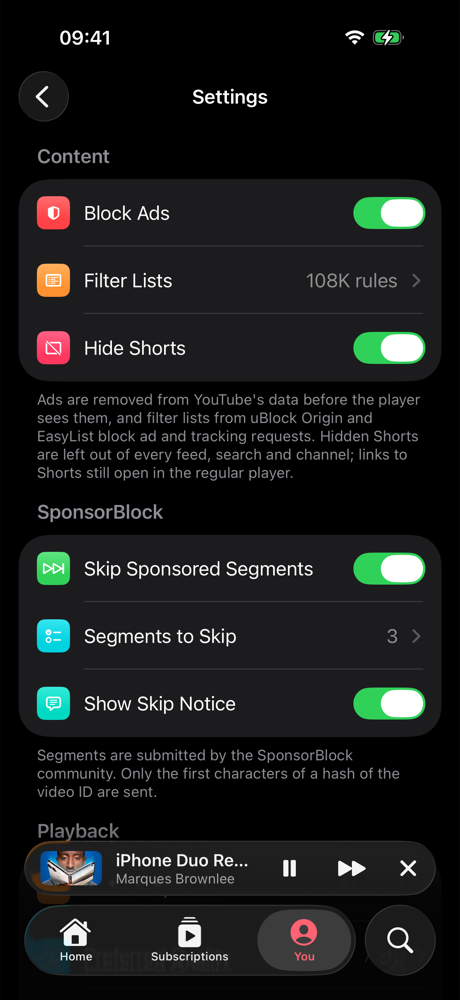 09:41
Settings
Content
Block Ads
Filter Lists 108K rules
Hide Shorts
Ads are removed from YouTube's data before the player
sees them, and filter lists from uBlock Origin and
EasyList block ad and tracking requests. Hidden Shorts
are left out of every feed, search and channel; links to
Shorts still open in the regular player.
SponsorBlock
Skip Sponsored Segments
Segments to Skip 3
Show Skip Notice
Segments are submitted by the SponsorBlock
community. Only the first characters of a hash of the
video ID are sent.
Playback
iPhone Duo Re...
Marques Brownlee
Home
Subscriptions
You